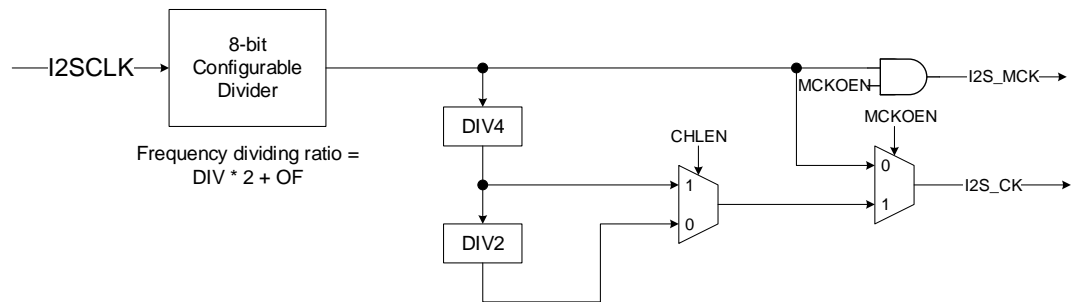 I2SCLK
8-bit
Configurable
Divider
Frequency dividing ratio =
DIV * 2 + OF
DIV4
DIV2
CHLEN
1
0
MCKOEN
I2S_MCK
MCKOEN
0
1
I2S_CK